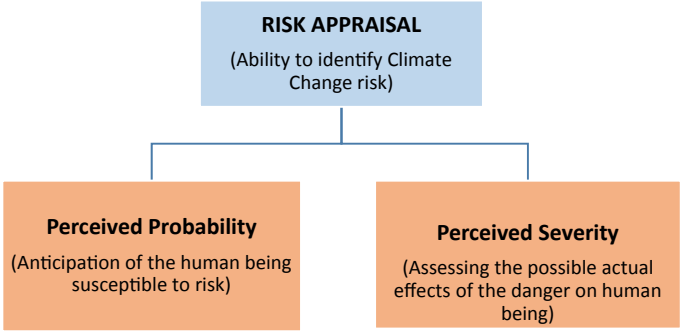 RISK APPRAISAL
(Ability to identify Climate
Change risk)
Perceived Probability
(Anticipation of the human being
susceptible to risk)
Perceived Severity
(Assessing the possible actual
effects of the danger on human
being)